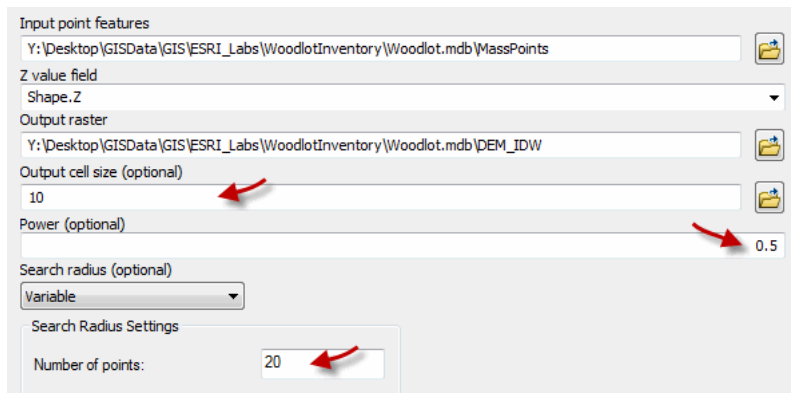 Input point features
Y:\Desktop\GISData\GIS\ESRI_Labs\WoodlotInventory\Woodlot.mdb\MassPoints
Z value field
Shape.Z
Output raster
Y:\Desktop\GISData\GIS\ESRI_Labs\WoodlotInventory\Woodlot.mdb\DEM_IDW
Output cell size (optional)
10
Power (optional)
0.5
Search radius (optional)
Variable
Search Radius Settings
Number of points:
20